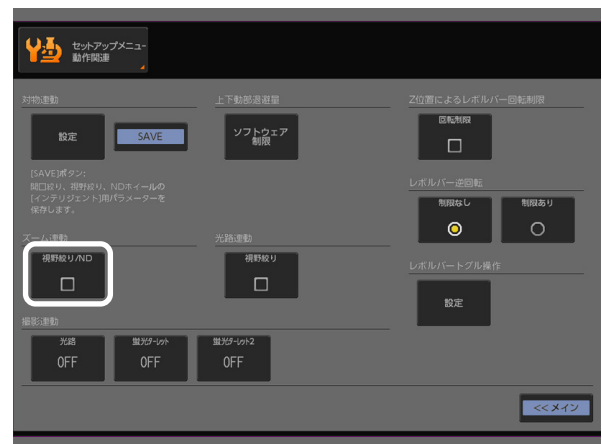 セットアップメニュー
動作関連
対物連動
設定
SAVE
[SAVE]ボタン:
開口絞り、視野絞り、NDホイールの
[インテリジェント]用パラメーターを
保存します。
上下動部退避量
ソフトウェア
制限
Z位置によるレボルバー回転制限
回転制限
レボルバー逆回転
制限なし
制限あり
ズーム連動
視野絞り/ND
光路連動
視野絞り
レボルバートグル操作
設定
撮影連動
光路
OFF
蛍光ターレット
OFF
蛍光ターレット2
OFF
<<メイン